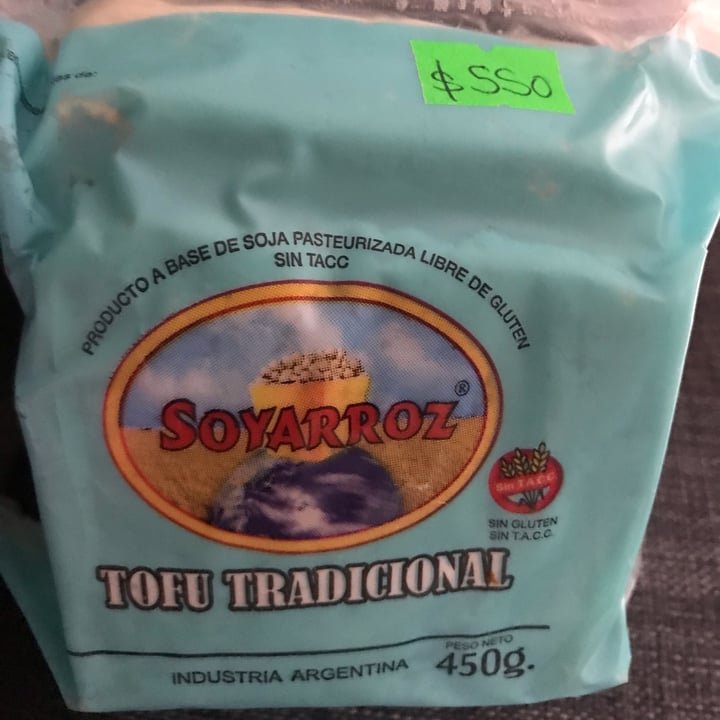 $ 550
PRODUCTO A BASE DE SOJA PASTEURIZADA LIBRE DE GLUTEN
SIN TACC
SOYARROZ®
Sin T.A.C.C.
SIN GLUTEN
SIN T.A.C.C.
TOFU TRADICIONAL
PESO NETO
INDUSTRIA ARGENTINA 450g.